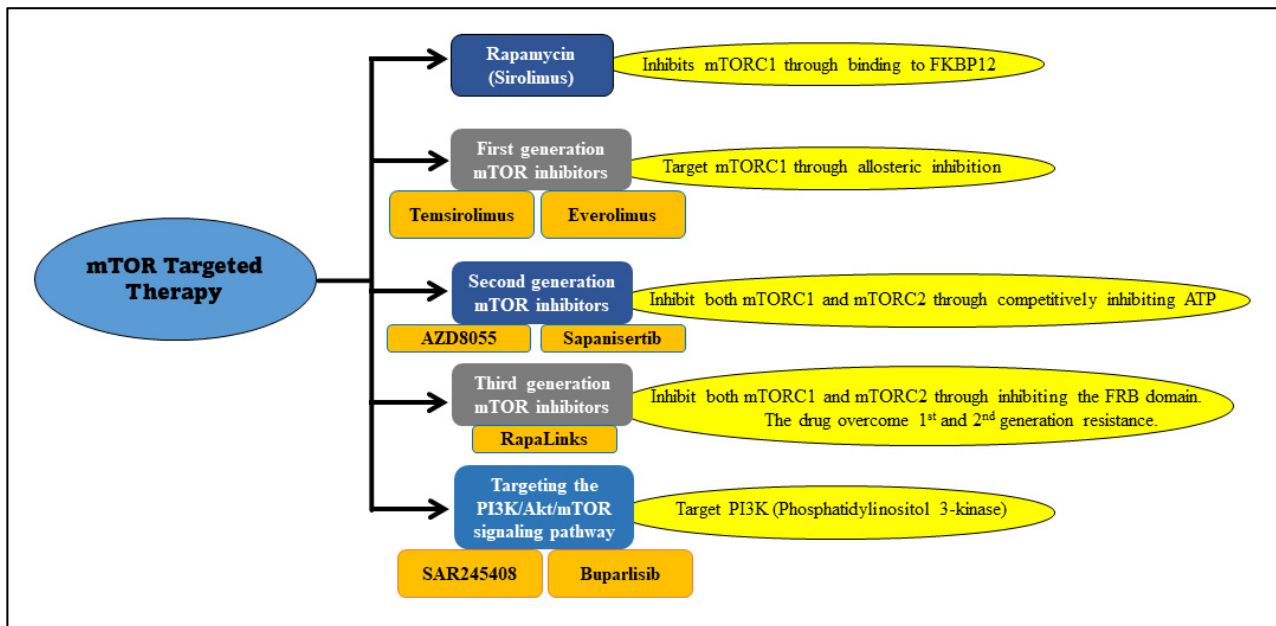 mTOR Targeted
Therapy
Rapamycin
(Sirolimus)
Inhibits mTORC1 through binding to FKBP12
First generation
mTOR inhibitors
Target mTORC1 through allosteric inhibition
Temsirolimus
Everolimus
Second generation
mTOR inhibitors
Inhibit both mTORC1 and mTORC2 through competitively inhibiting ATP
AZD8055
Sapanisertib
Third generation
mTOR inhibitors
Inhibit both mTORC1 and mTORC2 through inhibiting the FRB domain.
The drug overcome 1st and 2nd generation resistance.
RapaLinks
Targeting the
PI3K/Akt/mTOR
signaling pathway
Target PI3K (Phosphatidylinositol 3-kinase)
SAR245408
Buparlisib